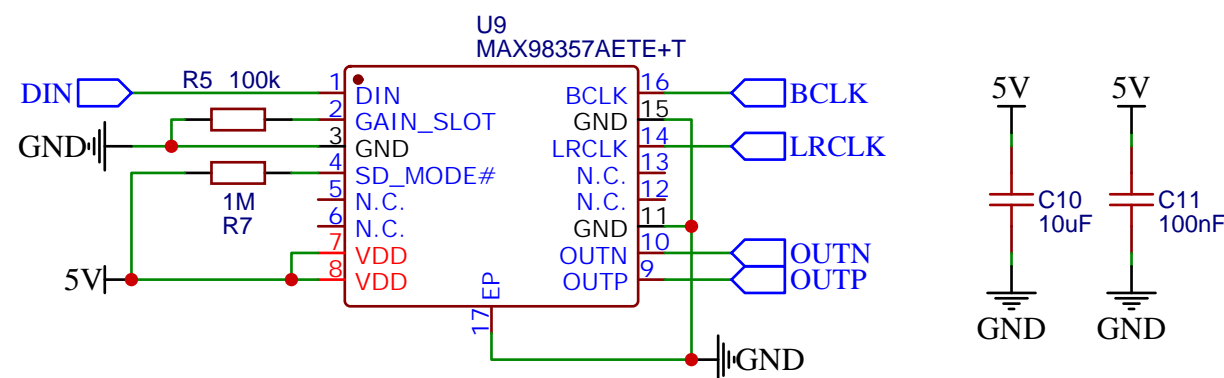 U9
MAX98357AETE+T
DIN
R5 100k
1
DIN
16
BCLK
BCLK
2
GAIN_SLOT
15
GND
GND
3
GND
14
LRCLK
LRCLK
4
SD_MODE#
13
N.C.
1M
R7
5
N.C.
12
N.C.
6
N.C.
11
GND
7
VDD
10
OUTN
OUTN
5V
8
VDD
9
OUTP
OUTP
EP
17
GND
5V
C10
10uF
GND
5V
C11
100nF
GND